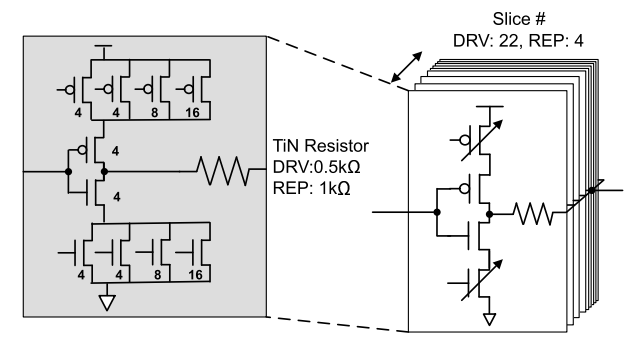 Slice #
DRV: 22, REP: 4
4 4 8 16
4
TiN Resistor
DRV:0.5kΩ
REP: 1kΩ
4
4 4 8 16